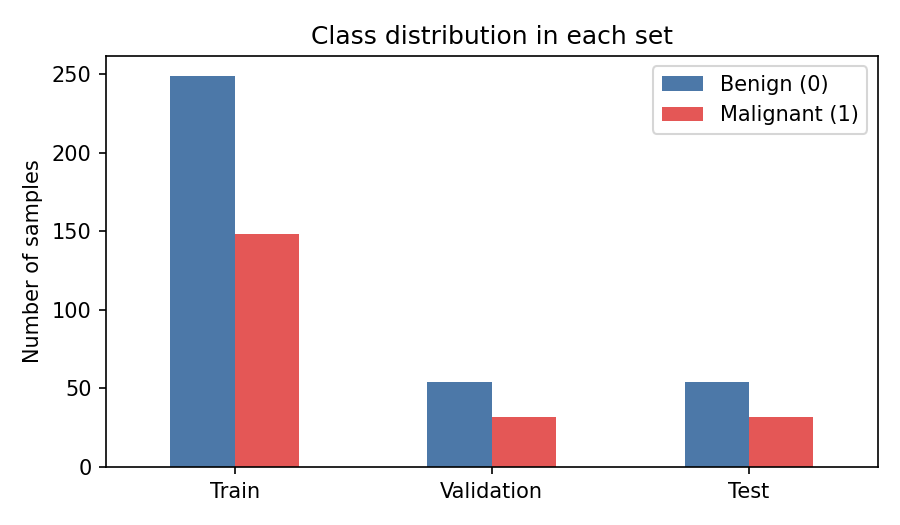 Class distribution in each set
Benign (0)
Malignant (1)
Number of samples
250
200
150
100
50
0
Train Validation Test